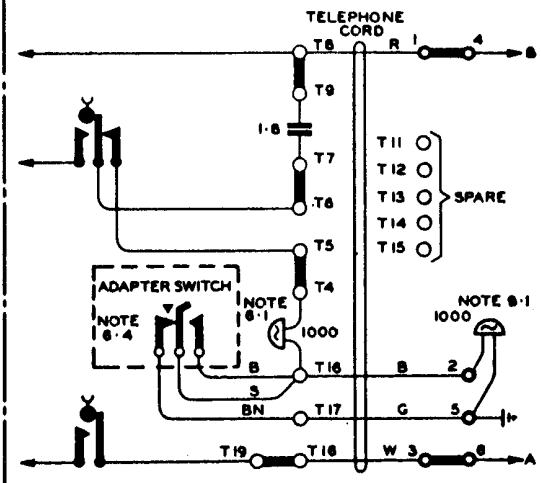 TELEPHONE
CORD
T8 R 1 4 B
T9
1·8
T7
T6
T11
T12
T13 SPARE
T14
T15
T5
T4
ADAPTER SWITCH
NOTE
6·4
NOTE
6·1
1000
NOTE 8·1
1000
B T16 B 2
S
BN T17 G 5
T19 T18 W 3 6 A